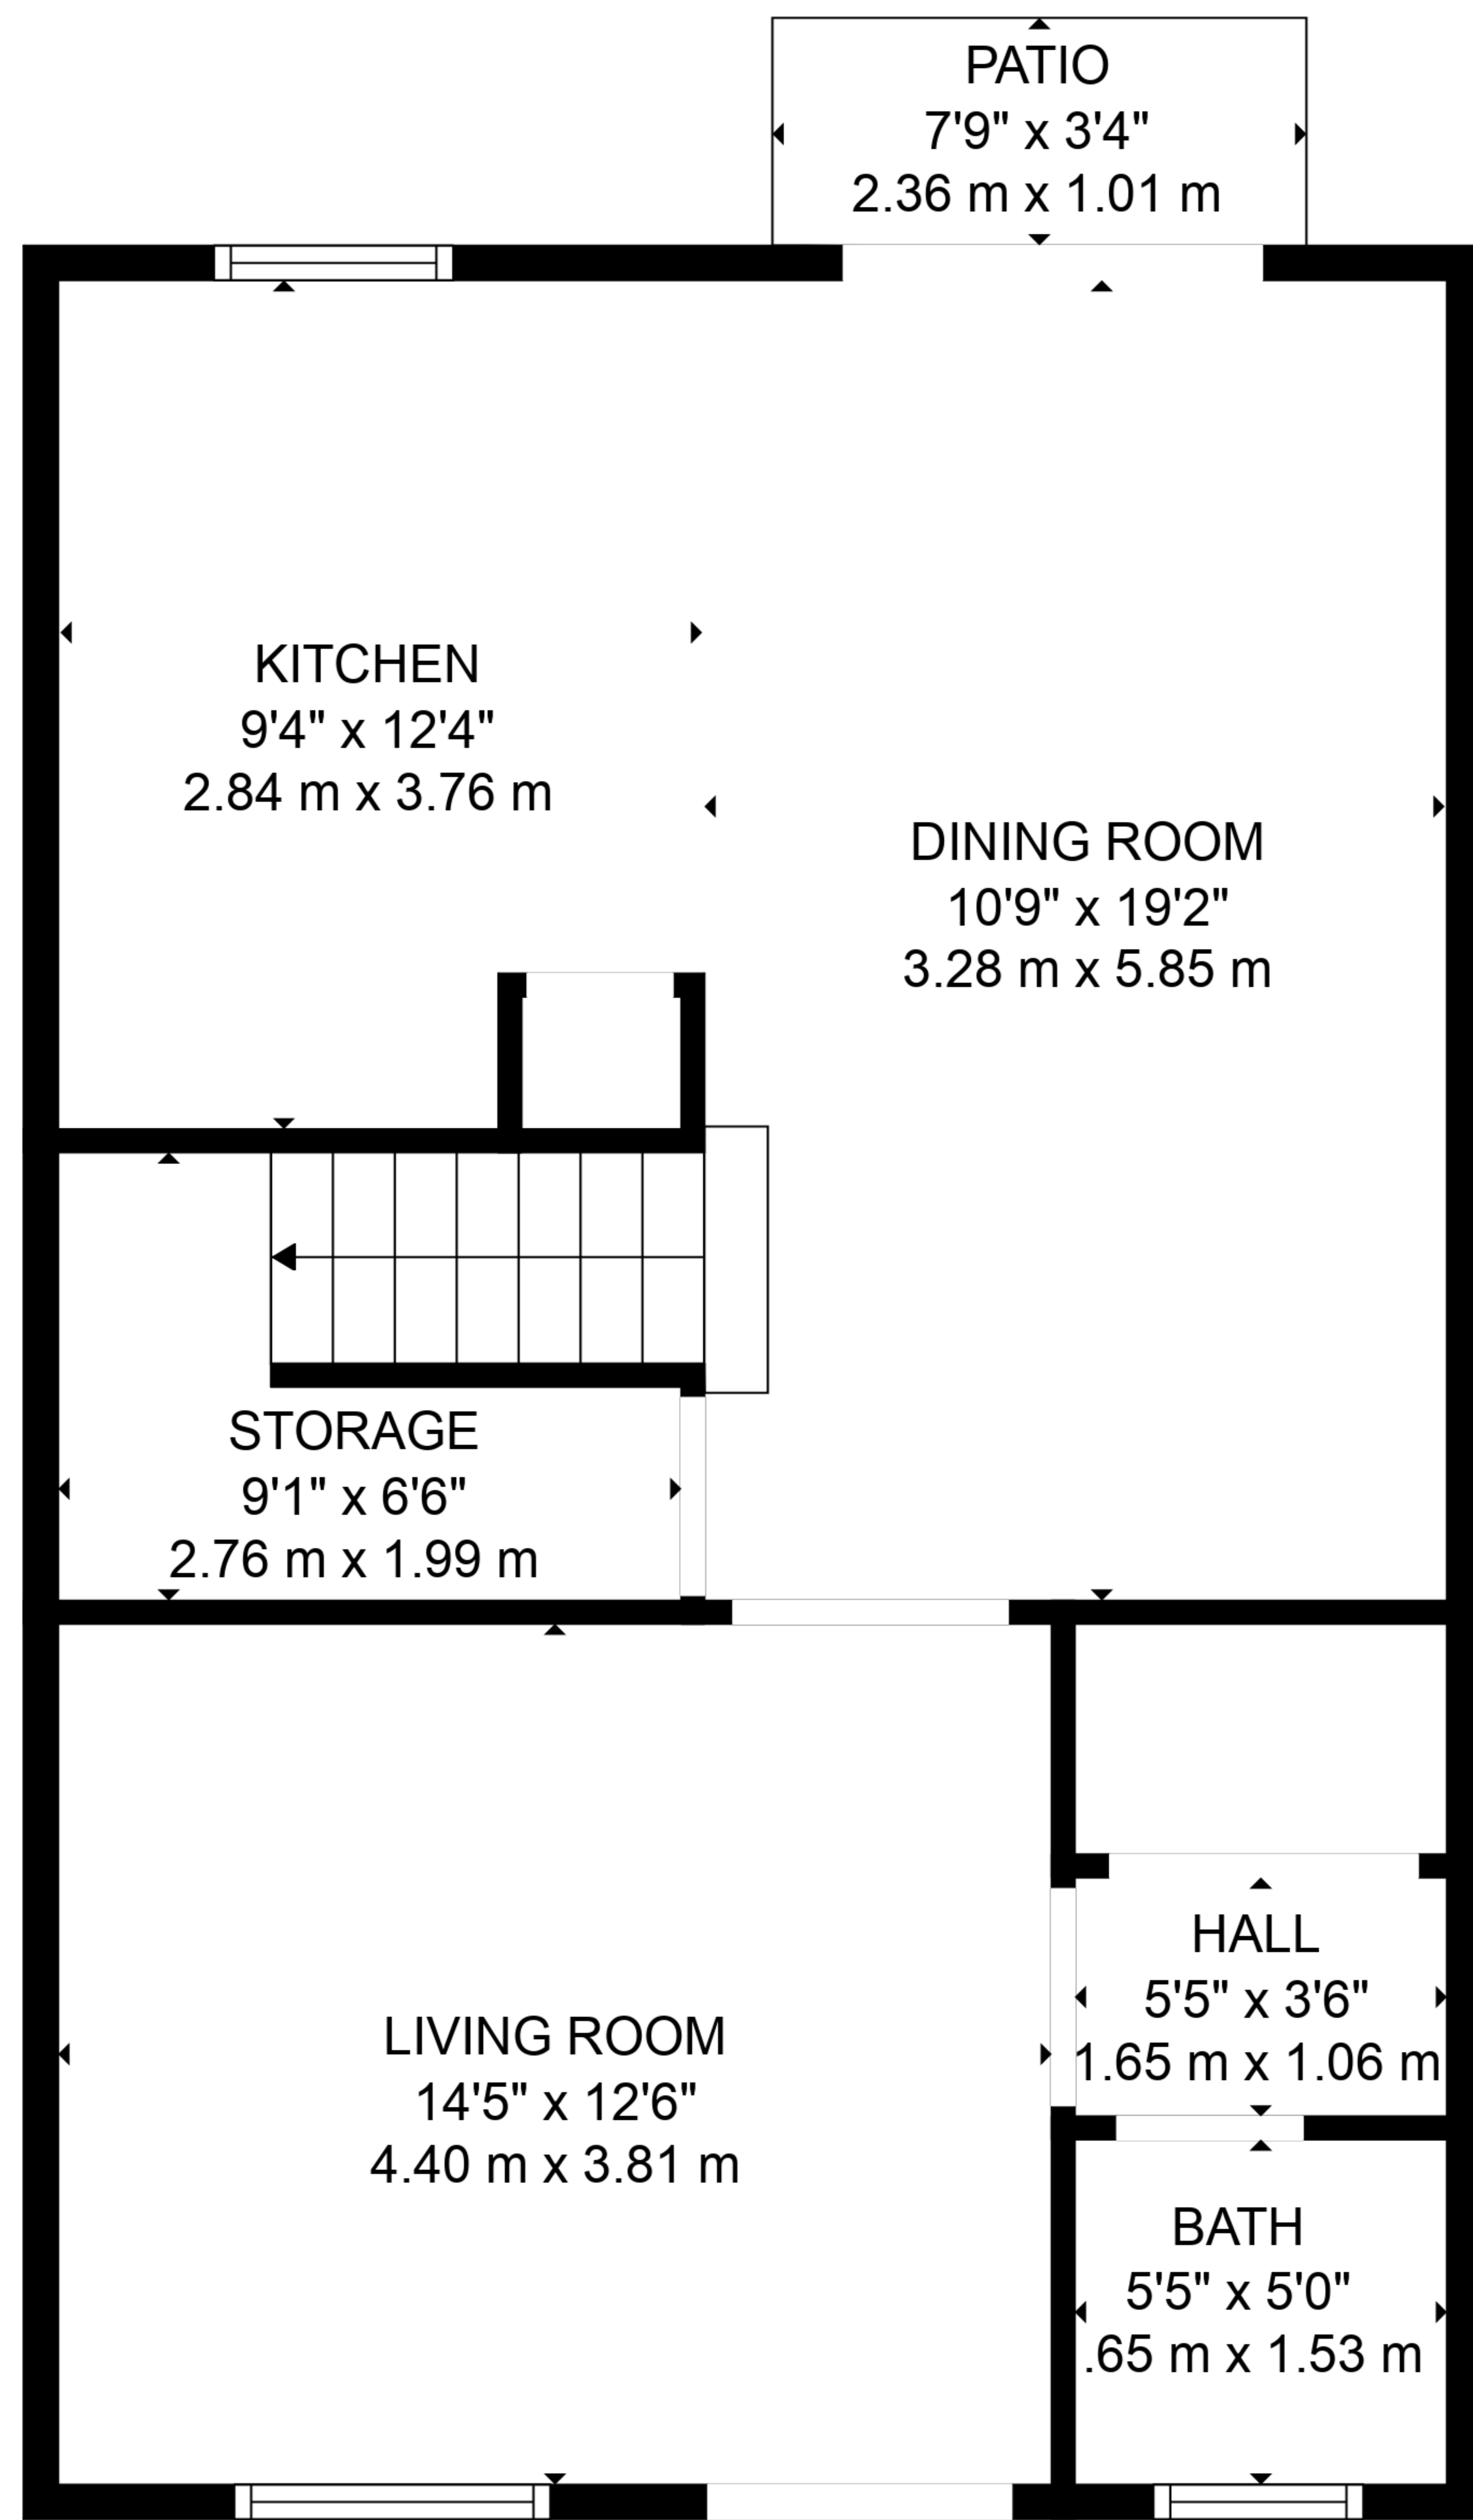 PATIO
7'9" x 3'4"
2.36 m x 1.01 m
KITCHEN
9'4" x 12'4"
2.84 m x 3.76 m
DINING ROOM
10'9" x 19'2"
3.28 m x 5.85 m
STORAGE
9'1" x 6'6"
2.76 m x 1.99 m
HALL
5'5" x 3'6"
1.65 m x 1.06 m
LIVING ROOM
14'5" x 12'6"
4.40 m x 3.81 m
BATH
5'5" x 5'0"
.65 m x 1.53 m